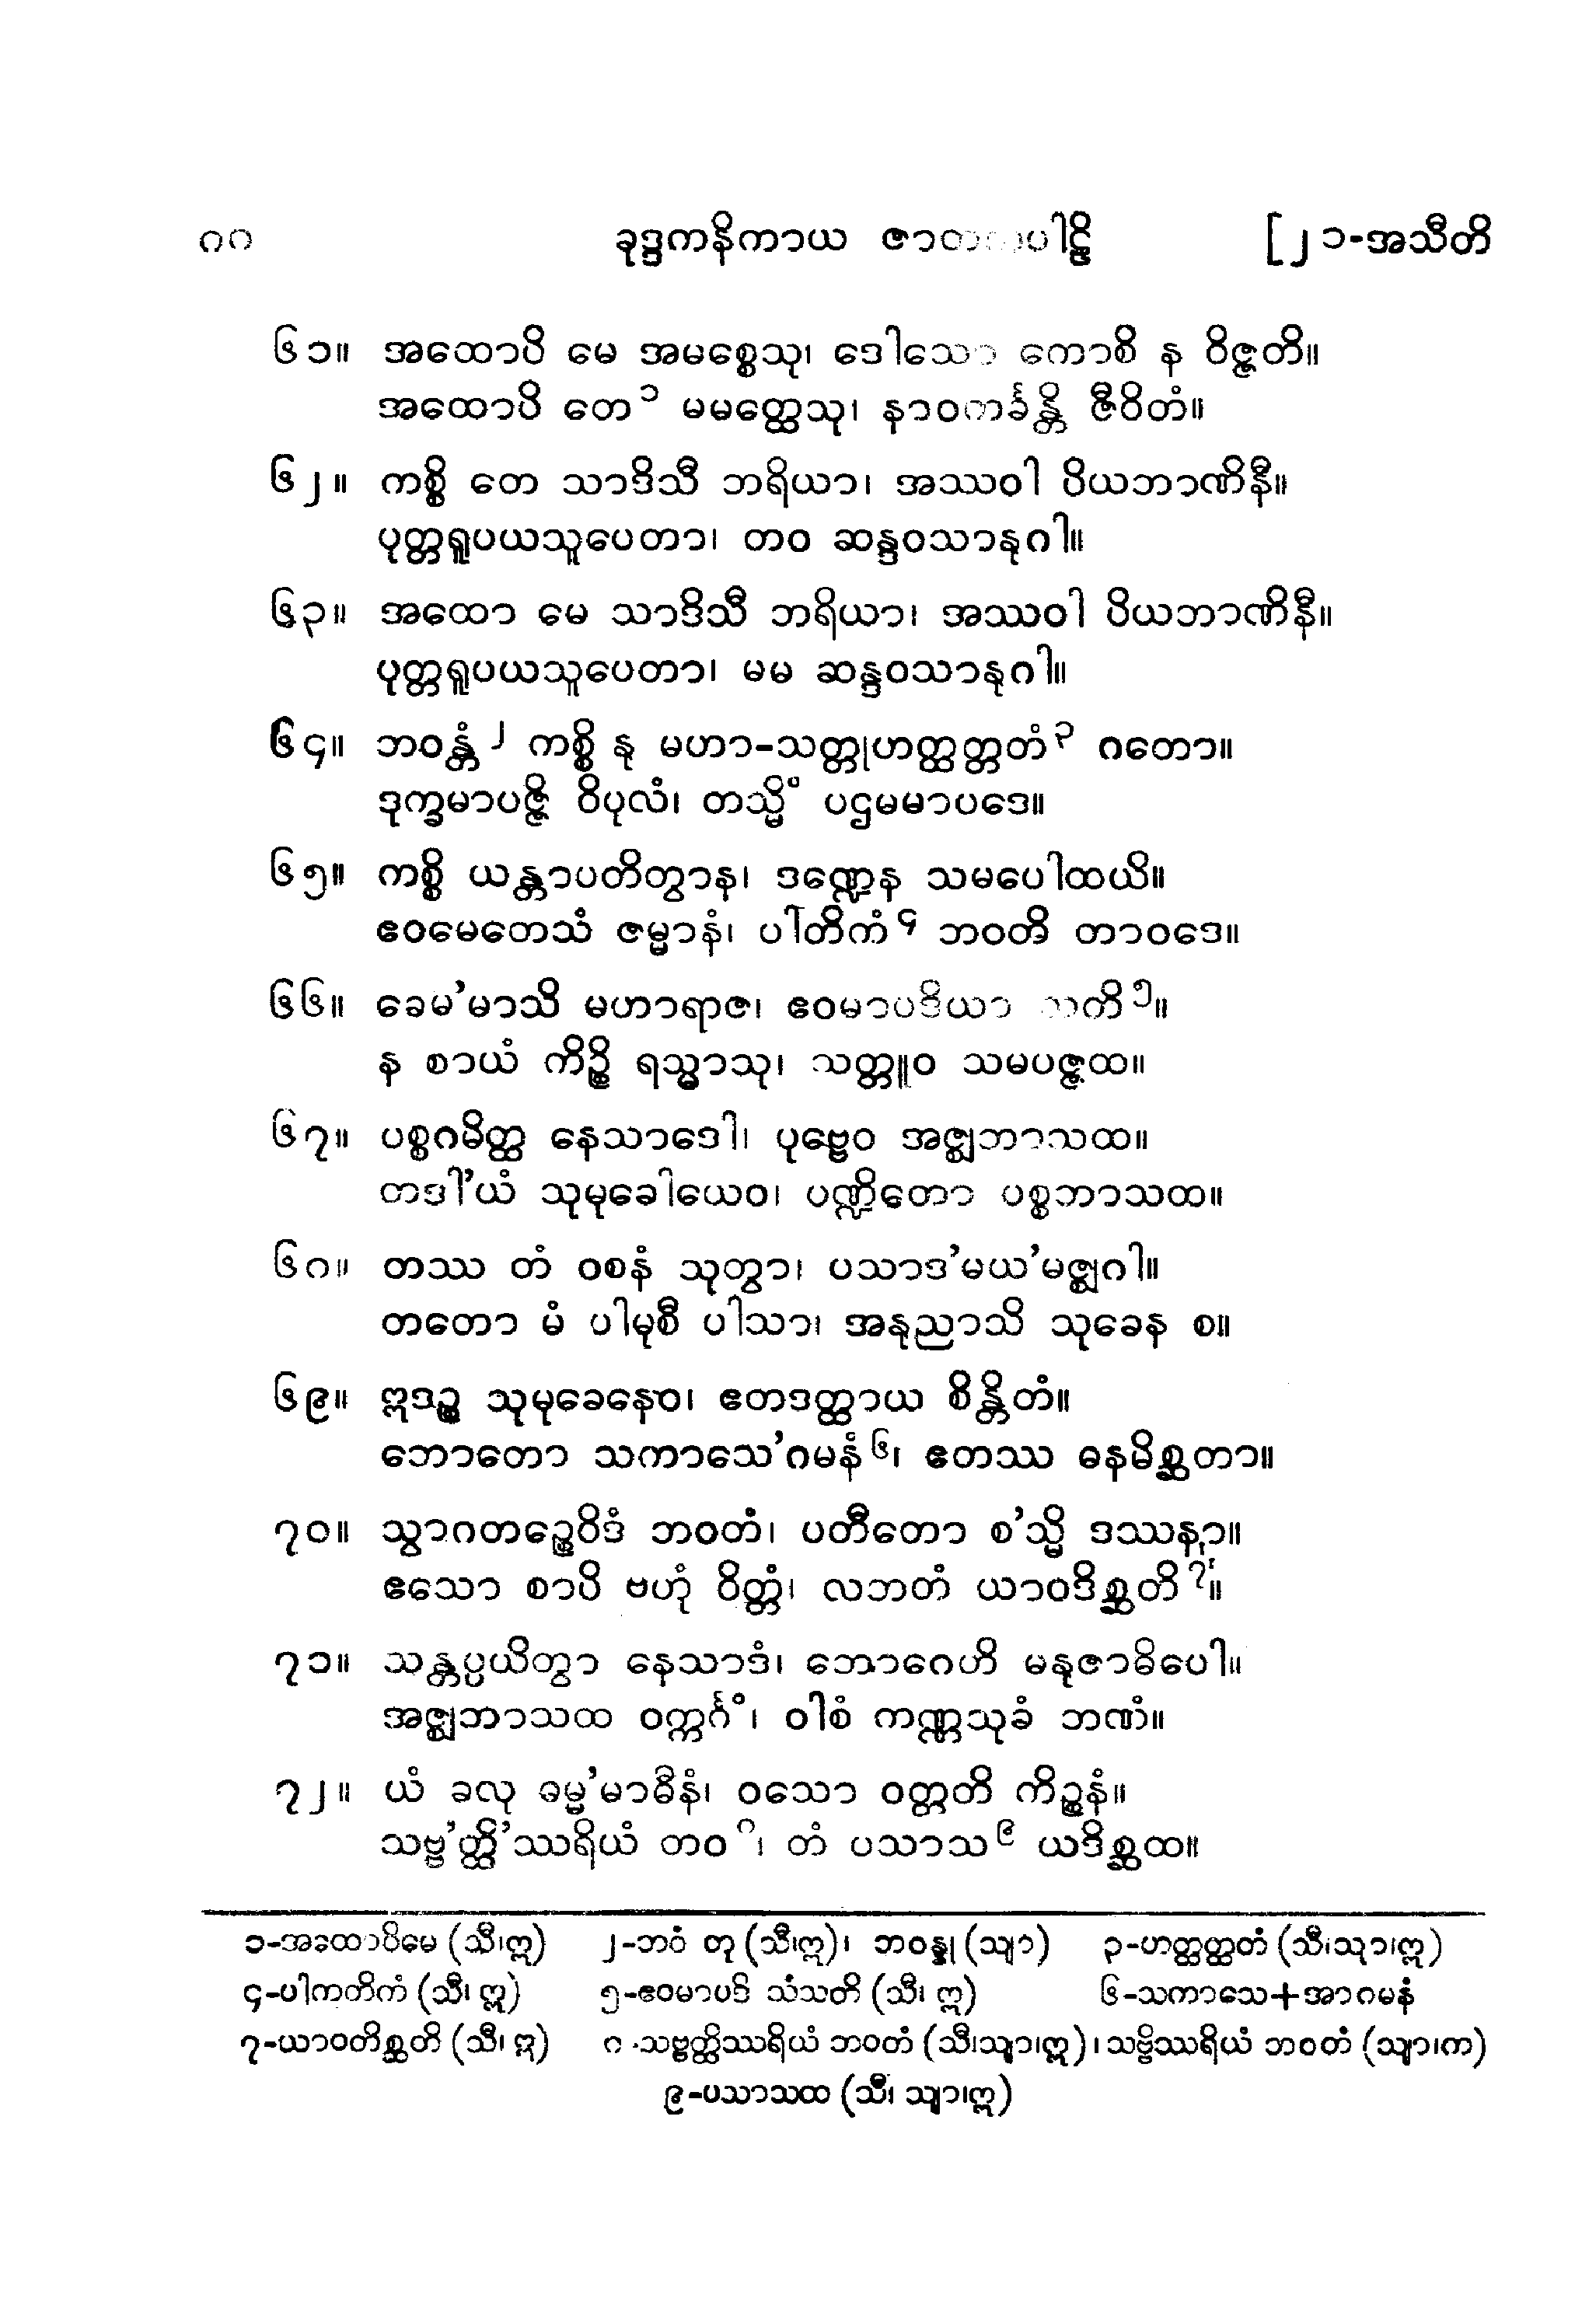 ၈၈ ခုဒ္ဒကနိကာယ ဇာတကပါဠိ [၂၁-အသီတိ
၆၁။ အထောပိ မေ အမစ္စေသု၊ ဒေါသော ကောစိ န ဝိဇ္ဇတိ။
အထောပိ တေ ၁ မမတ္ထေသု၊ နာဝကင်္ခန္တိ ဇီဝိတံ။
၆၂။ ကစ္စိ တေ သာဒိသီ ဘရိယာ၊ အဿဝါ ပိယဘာဏိနီ။
ပုတ္တရူပယသူပေတာ၊ တဝ ဆန္ဒဝသာနုဂါ။
၆၃။ အထော မေ သာဒိသီ ဘရိယာ၊ အဿဝါ ပိယဘာဏိနီ။
ပုတ္တရူပယသူပေတာ၊ မမ ဆန္ဒဝသာနုဂါ။
၆၄။ ဘဝန္တံ ၂ ကစ္စိ နု မဟာ-သတ္တုဟတ္ထတ္တတံ ၃ ဂတော။
ဒုက္ခမာပဇ္ဇိ ဝိပုလံ၊ တသ္မိံ ပဌမမာပဒေ။
၆၅။ ကစ္စိ ယန္တာပတိတွာန၊ ဒဏ္ဍေန သမပေါထယိ။
ဧဝမေတေသံ ဇမ္မာနံ၊ ပါတိကံ ၄ ဘဝတိ တာဝဒေ။
၆၆။ ခေမ’မာသိ မဟာရာဇ၊ ဧဝမာပဒိယာ သတိ ၅။
န စာယံ ကိဉ္စိ ရသ္မာသု၊ သတ္တူဝ သမပဇ္ဇထ။
၆၇။ ပစ္စဂမိတ္ထ နေသာဒေါ၊ ပုဗ္ဗေဝ အဇ္ဈဘာသထ။
တဒါ’ယံ သုမုခေါယေဝ၊ ပဏ္ဍိတော ပစ္စဘာသထ။
၆၈။ တဿ တံ ဝစနံ သုတွာ၊ ပသာဒ’မယ’မဇ္ဈဂါ။
တတော မံ ပါမုစီ ပါသာ၊ အနုညာသိ သုခေန စ။
၆၉။ ဣဒဉ္စ သုမုခေနေဝ၊ ဧတဒတ္ထာယ စိန္တိတံ။
ဘောတော သကာသေ’ဂမနံ ၆၊ ဧတဿ ဓနမိစ္ဆတာ။
၇၀။ သွာဂတဉ္စေဝိဒံ ဘဝတံ၊ ပတီတော စ’သ္မိ ဒဿနာ။
ဧသော စာပိ ဗဟုံ ဝိတ္တံ၊ လဘတံ ယာဝဒိစ္ဆတိ ၇။
၇၁။ သန္တပ္ပယိတွာ နေသာဒံ၊ ဘောဂေဟိ မနုဇာဓိပေါ။
အဇ္ဈဘာသထ ဝက္ကင်္ဂံ၊ ဝါစံ ကဏ္ဏသုခံ ဘဏံ။
၇၂။ ယံ ခလု ဓမ္မ’မာဓီနံ၊ ဝသော ဝတ္တတိ ကိဉ္စနံ။
သဗ္ဗ’တ္ထိ’ဿရိယံ တဝ ၈၊ တံ ပသာသ ၉ ယဒိစ္ဆထ။
၁-အထောပိမေ (သီ၊ဣ) ၂-ဘဝံ တု (သီ၊ဣ)၊ ဘဝန္နု (သျာ) ၃-ဟတ္ထတ္ထတံ (သီ၊သျာ၊ဣ)
၄-ပါကတိကံ (သီ၊ ဣ) ၅-ဧဝမာပဒိ သံသတိ (သီ၊ ဣ) ၆-သကာသေ+အာဂမနံ
၇-ယာဝတိစ္ဆတိ (သီ၊ ဣ) ၈-သဗ္ဗတ္ထိဿရိယံ ဘဝတံ (သီ၊သျာ၊ဣ)၊ သဗ္ဗိဿရိယံ ဘဝတံ (သျာ၊က)
၉-ပသာသထ (သီ၊ သျာ၊ဣ)